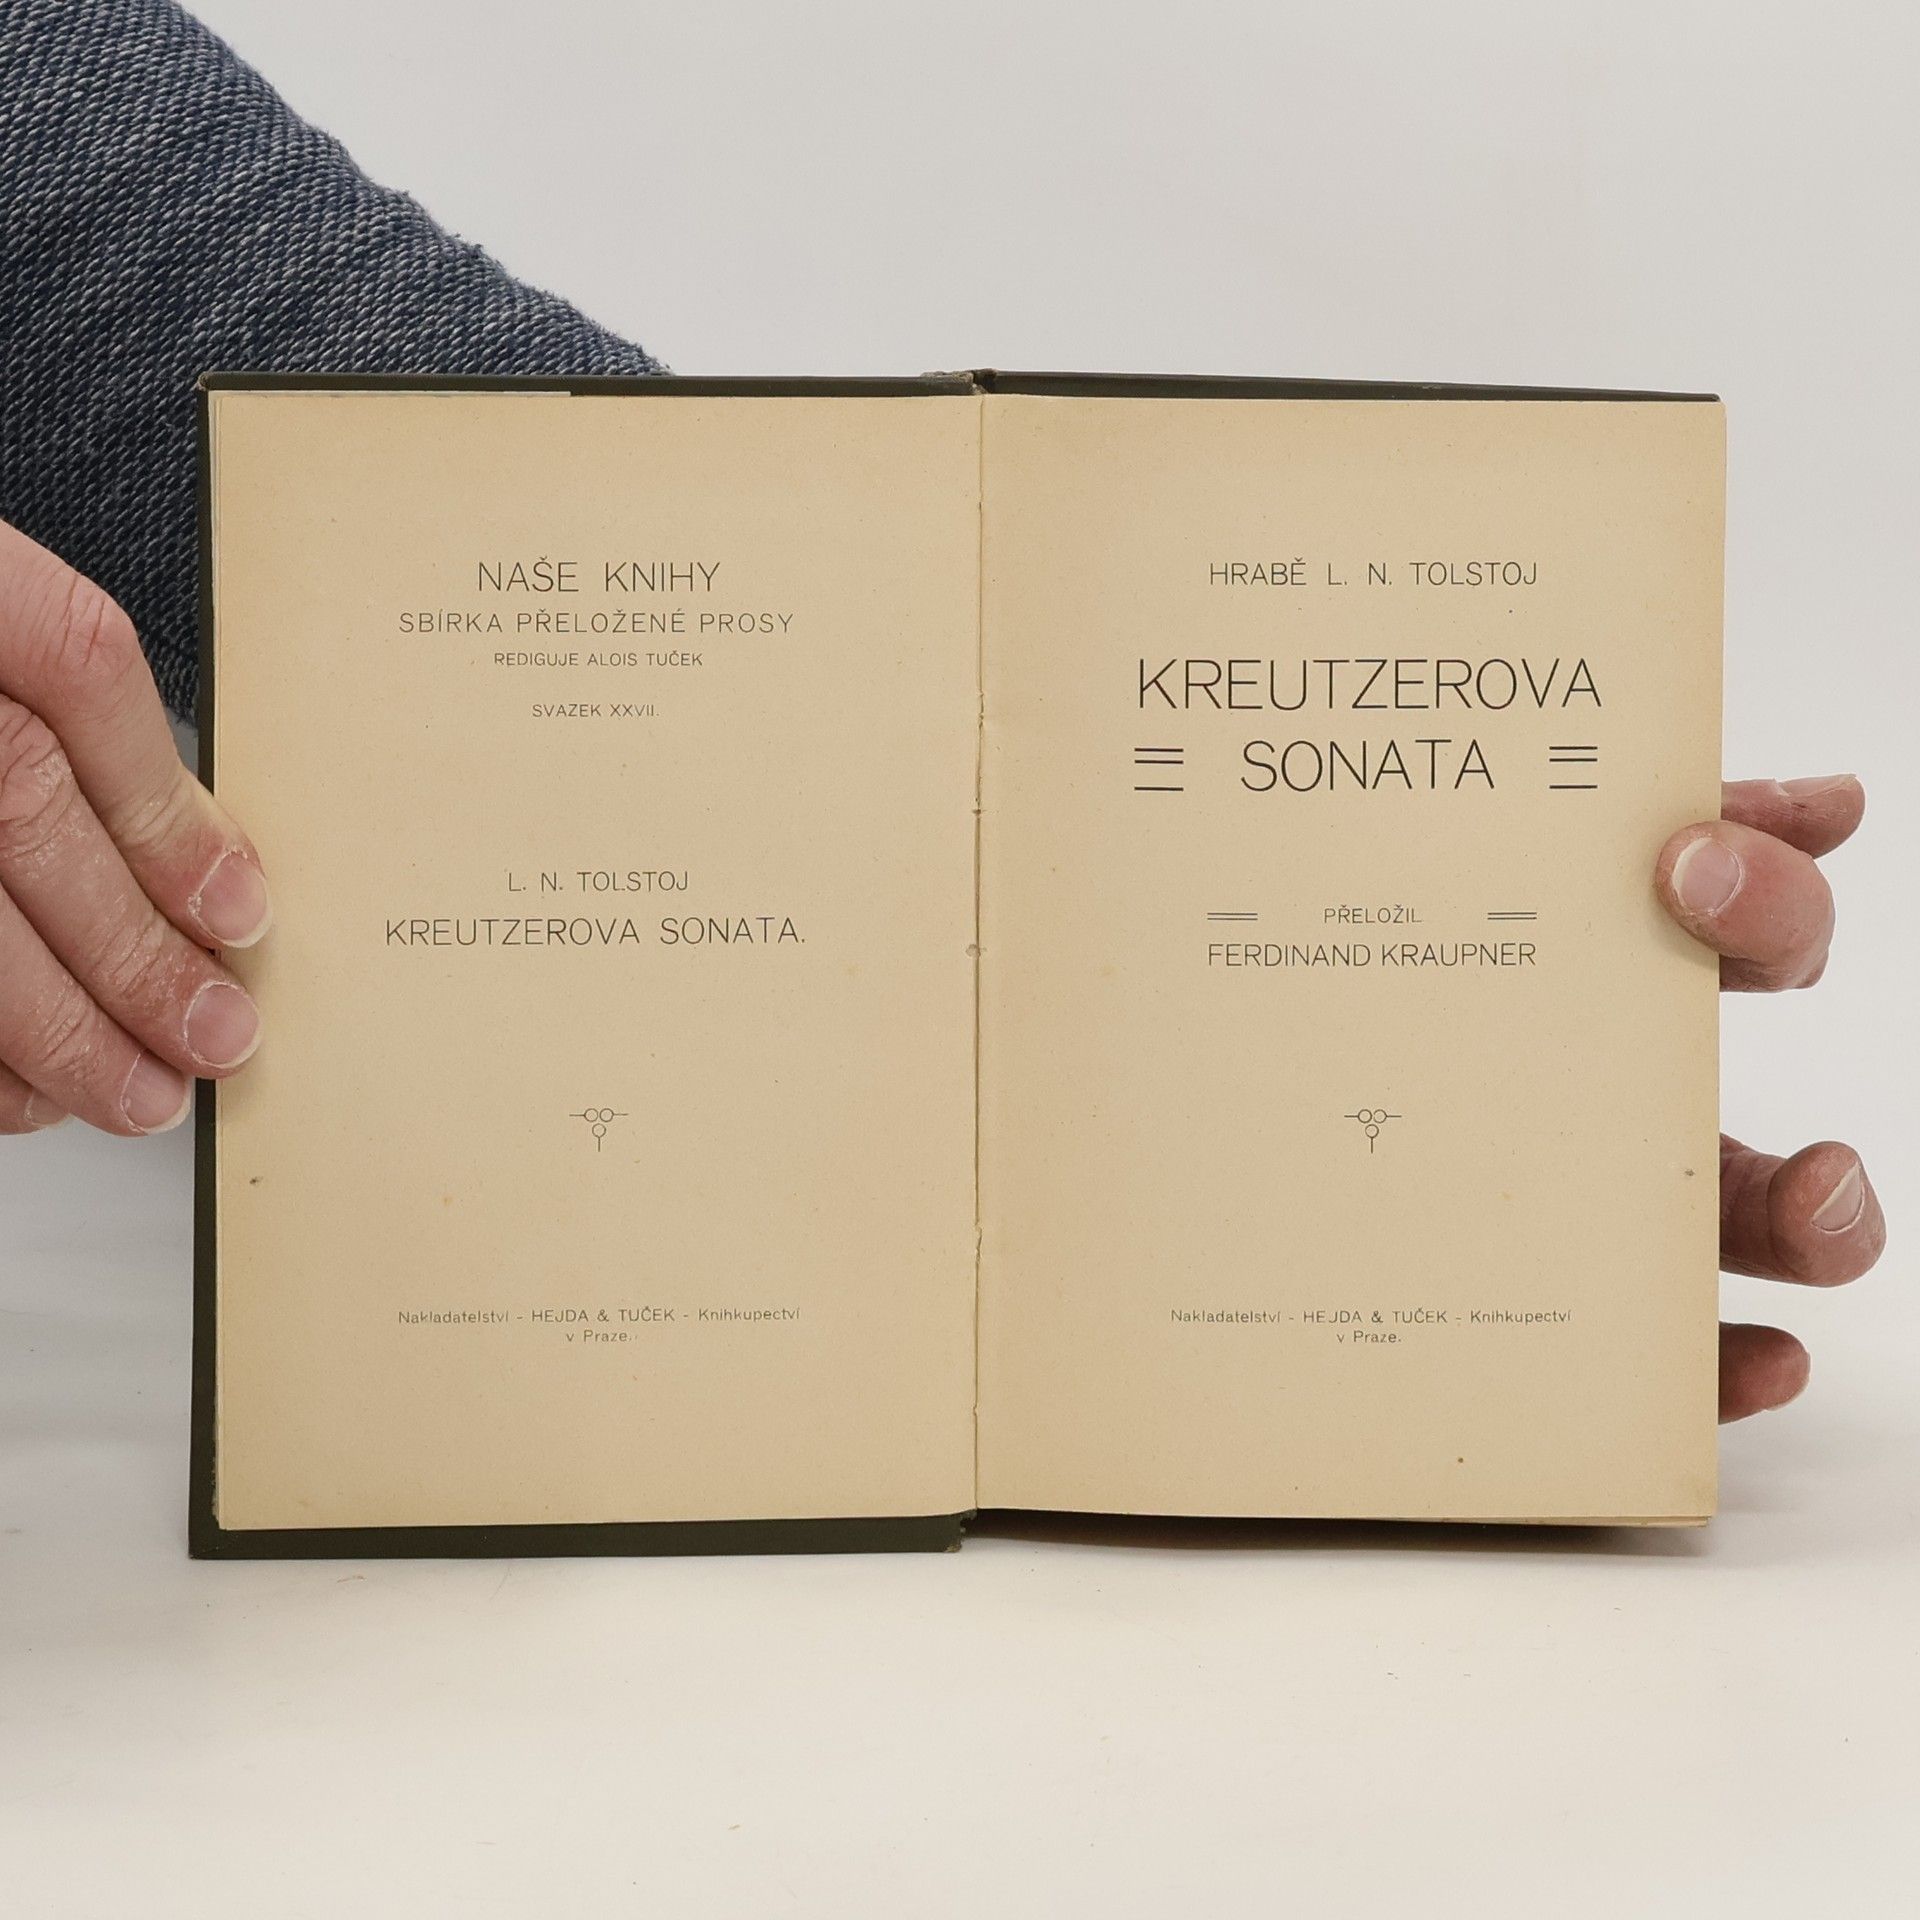 NAŠE KNIHY
SBÍRKA PŘELOŽENÉ PROSY
REDIGUJE ALOIS TUČEK
SVAZEK XXVII.
L. N. TOLSTOJ
KREUTZEROVA SONATA.
Nakladatelství - HEJDA & TUČEK - Knihkupectví
v Praze.
HRABĚ L. N. TOLSTOJ
KREUTZEROVA
SONATA
PŘELOŽIL
FERDINAND KRAUPNER
Nakladatelství - HEJDA & TUČEK - Knihkupectví
v Praze.